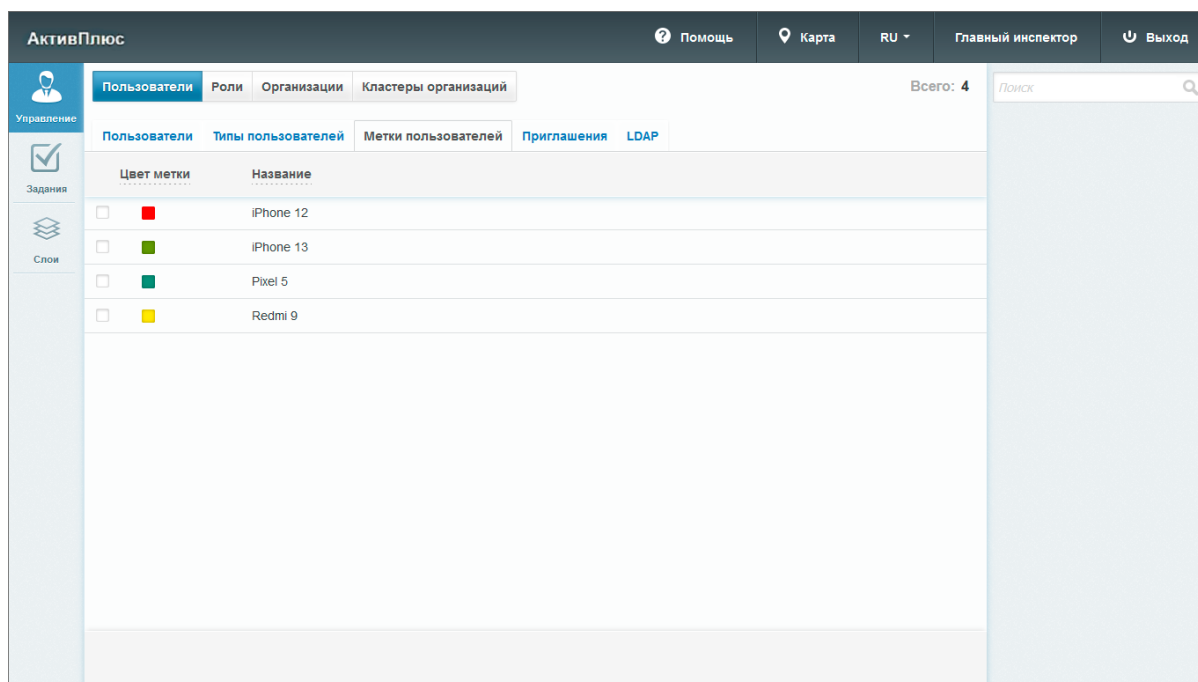 АктивПлюс Помощь Карта RU Главный инспектор Выход
Управление
Задания
Слои
Пользователи Роли Организации Кластеры организаций Всего: 4 Поиск
Пользователи Типы пользователей Метки пользователей Приглашения LDAP
Цвет метки Название
iPhone 12
iPhone 13
Pixel 5
Redmi 9